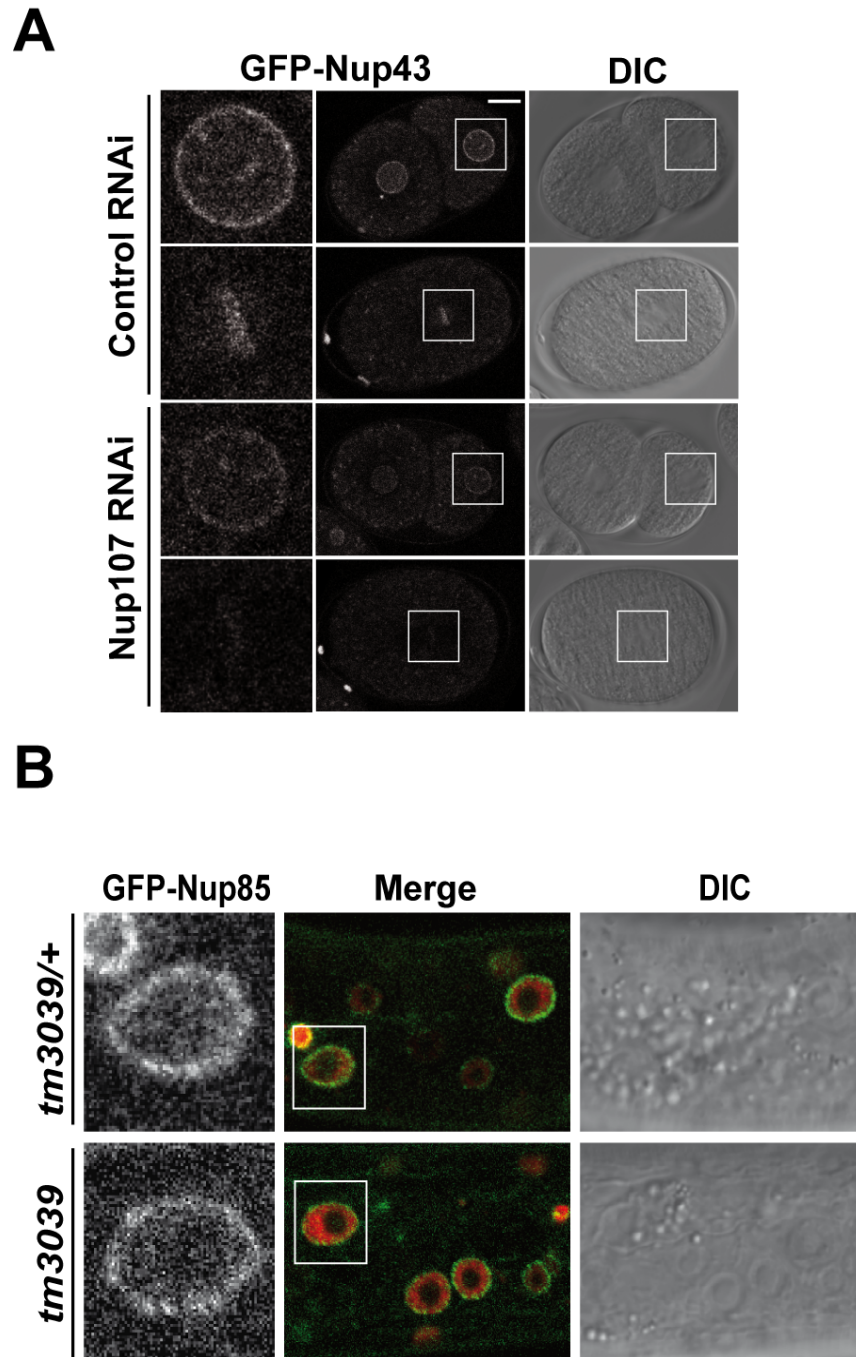 A
GFP-Nup43 DIC
Control RNAi
Nup107 RNAi
B
GFP-Nup85 Merge DIC
tm3039/+
tm3039